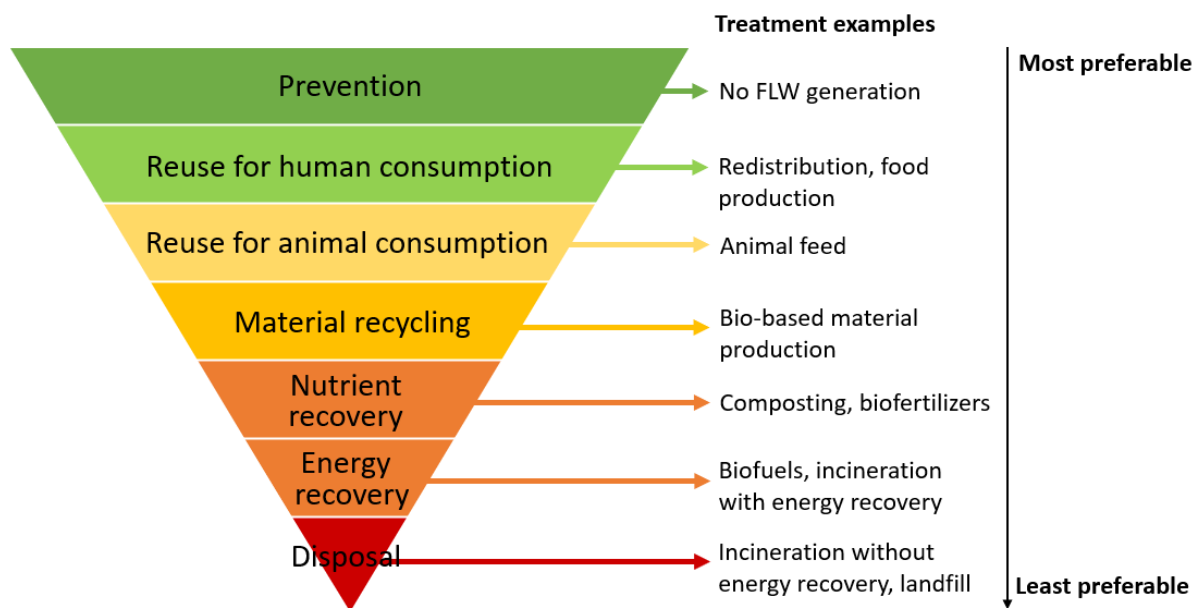 Treatment examples
Most preferable
Prevention
No FLW generation
Reuse for human consumption
Redistribution, food
production
Reuse for animal consumption
Animal feed
Material recycling
Bio-based material
production
Nutrient
recovery
Composting, biofertilizers
Energy
recovery
Biofuels, incineration
with energy recovery
Disposal
Incineration without
energy recovery, landfill
Least preferable